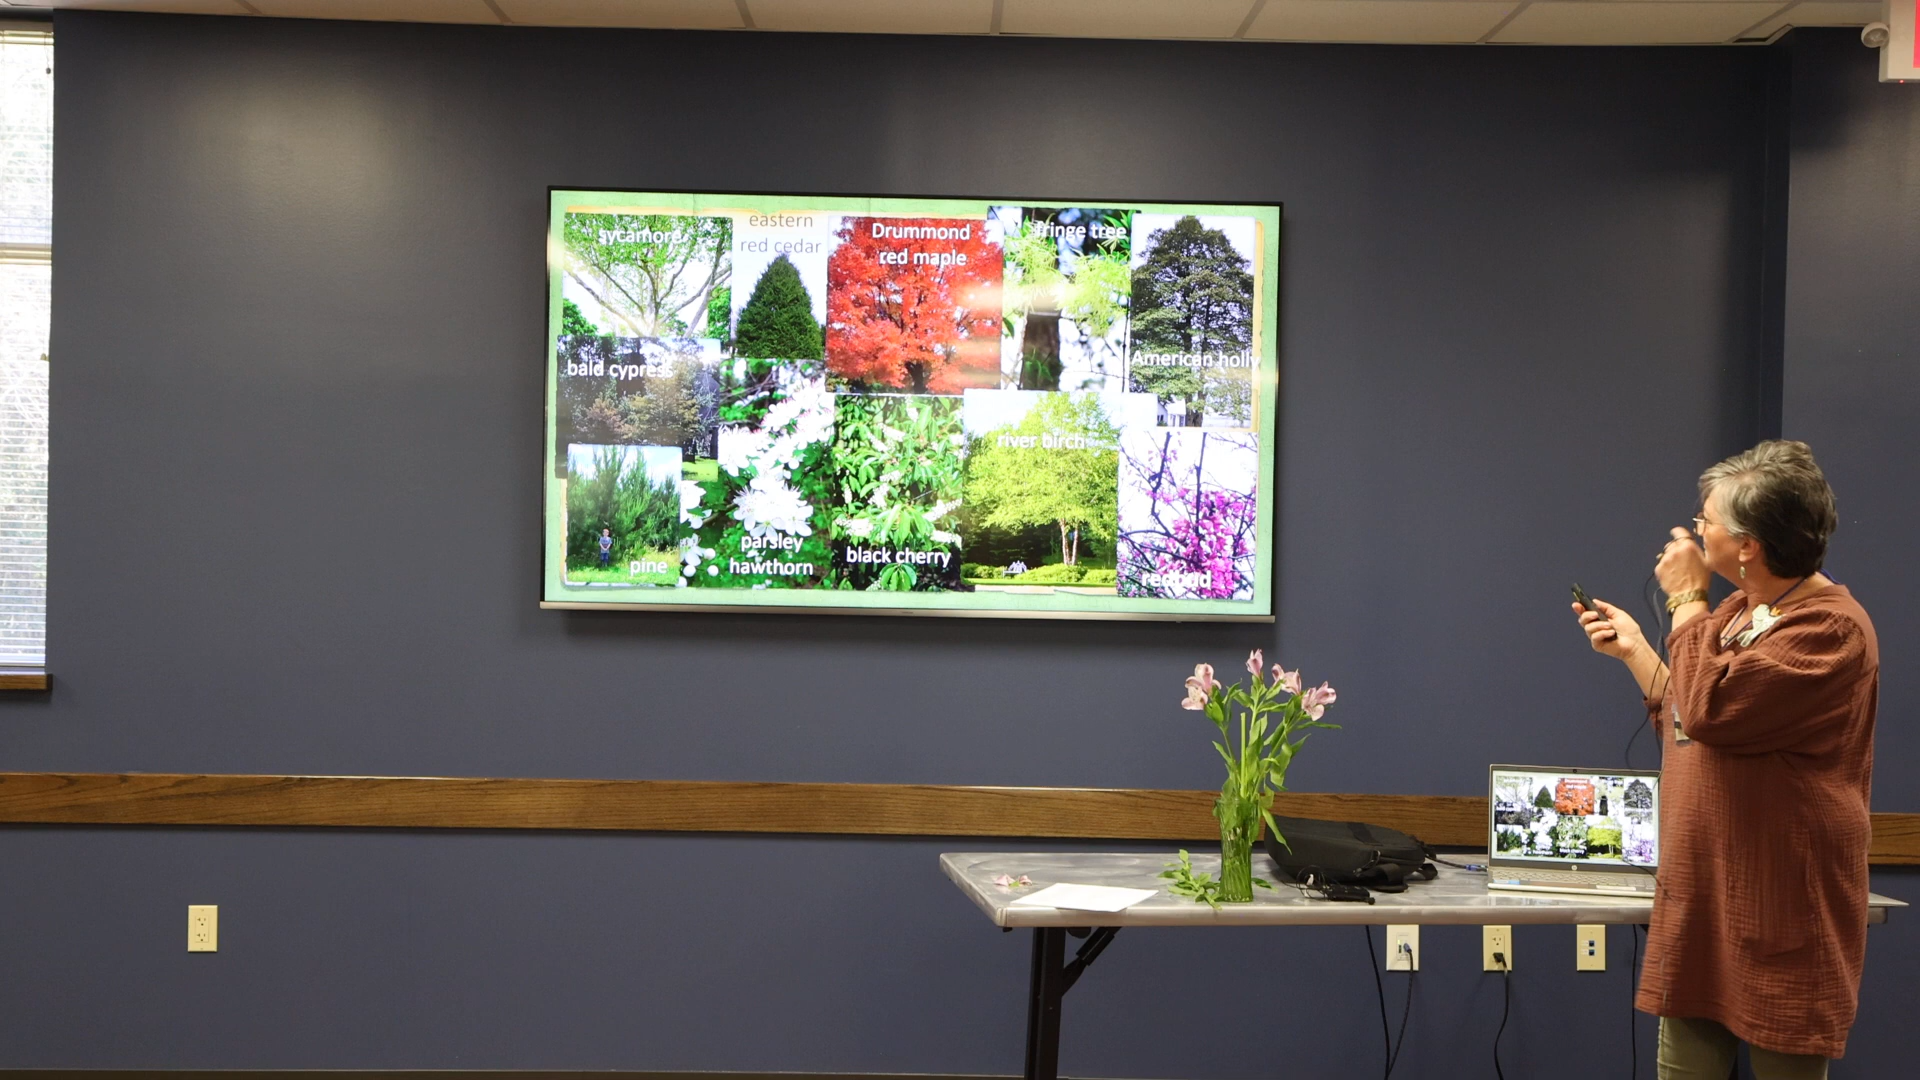 sycamore
eastern
red cedar
Drummond
red maple
fringe tree
American holly
bald cypress
river birch
pine
parsley
hawthorn
black cherry
redbud